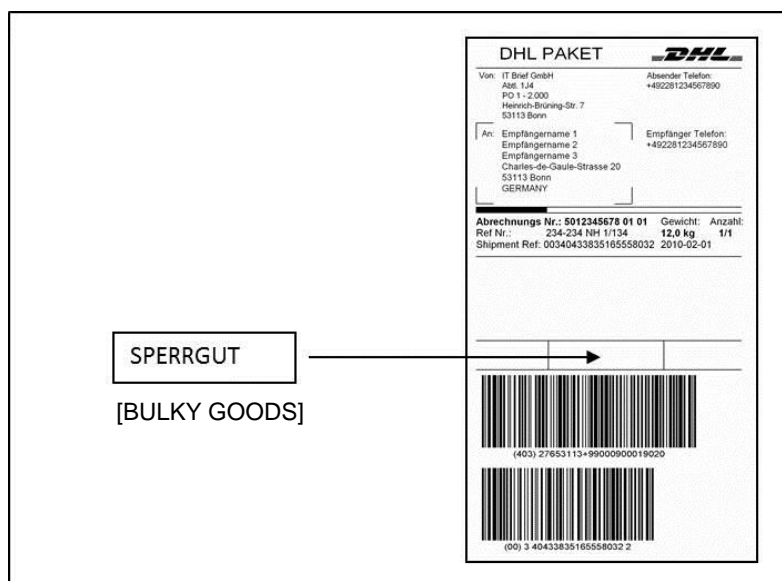 DHL PAKET
DHL
Von: IT Brief GmbH
Abtl. 1J4
PO 1 - 2.000
Heinrich-Brüning-Str. 7
53113 Bonn
Absender Telefon:
+492281234567890
An: Empfängername 1
Empfängername 2
Empfängername 3
Charles-de-Gaule-Strasse 20
53113 Bonn
GERMANY
Empfänger Telefon:
+492281234567890
Abrechnungs Nr.: 5012345678 01 01 Gewicht: Anzahl:
Ref Nr.: 234-234 NH 1/134 12,0 kg 1/1
Shipment Ref: 00340433835165558032 2010-02-01
SPERRGUT
[BULKY GOODS]
(403) 27653113+99000900019020
(00) 3 40433835165558032 2